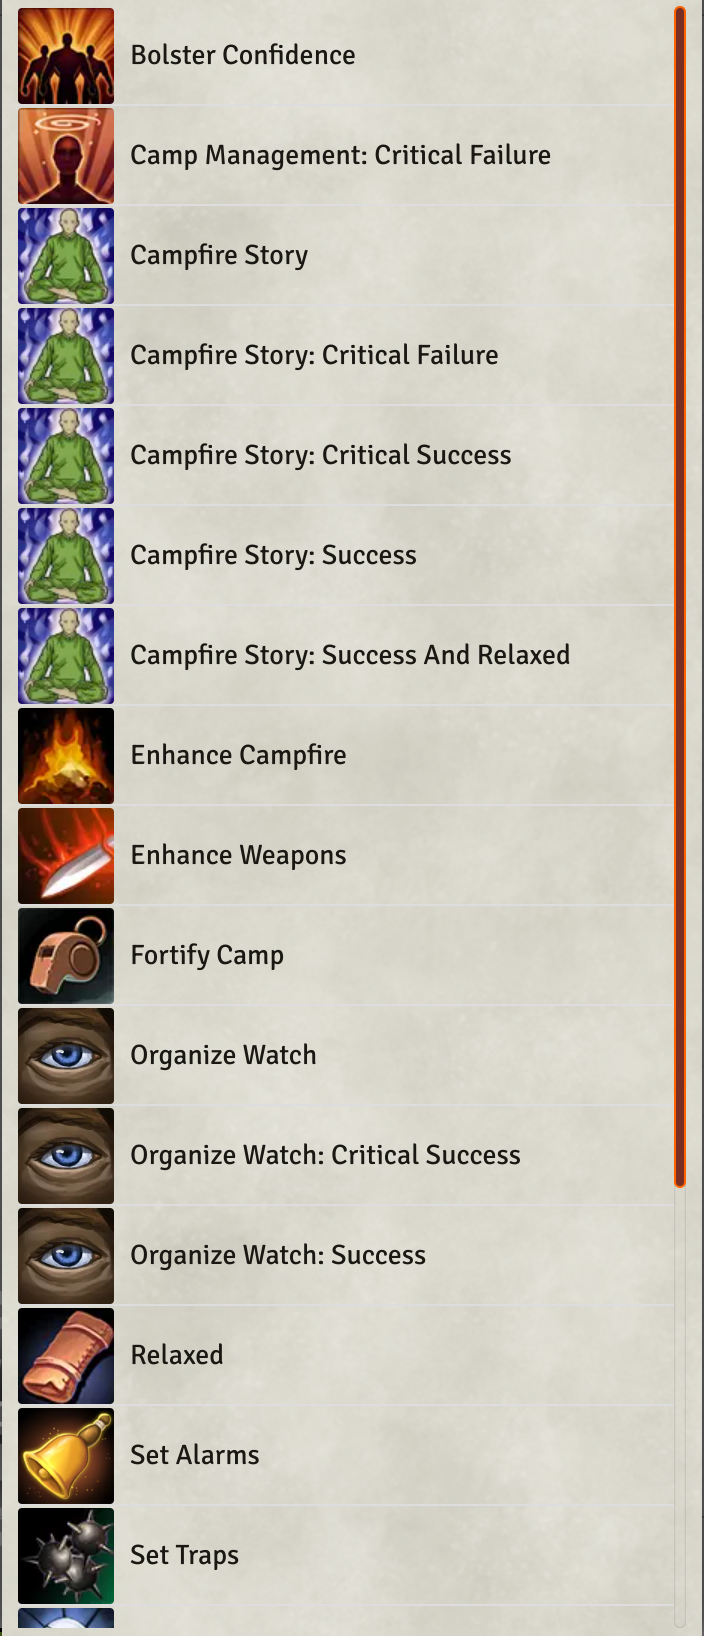 Bolster Confidence
Camp Management: Critical Failure
Campfire Story
Campfire Story: Critical Failure
Campfire Story: Critical Success
Campfire Story: Success
Campfire Story: Success And Relaxed
Enhance Campfire
Enhance Weapons
Fortify Camp
Organize Watch
Organize Watch: Critical Success
Organize Watch: Success
Relaxed
Set Alarms
Set Traps